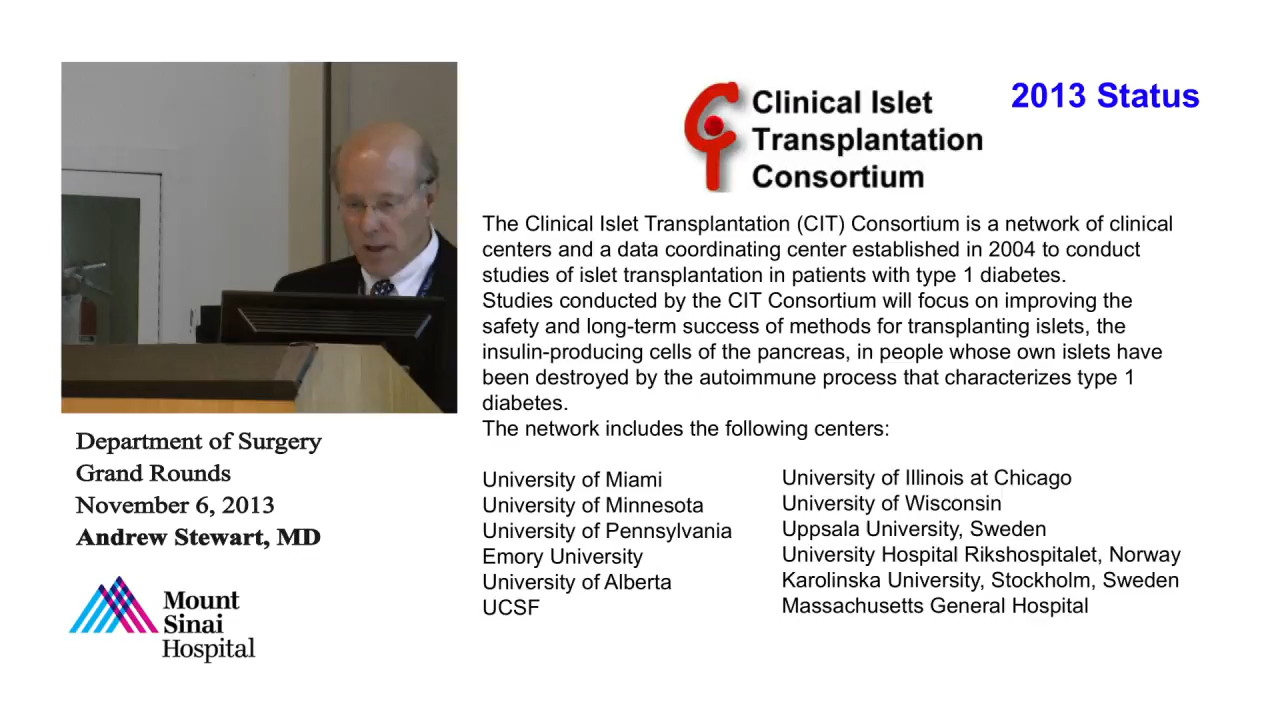 Clinical Islet
Transplantation
Consortium
2013 Status
The Clinical Islet Transplantation (CIT) Consortium is a network of clinical
centers and a data coordinating center established in 2004 to conduct
studies of islet transplantation in patients with type 1 diabetes.
Studies conducted by the CIT Consortium will focus on improving the
safety and long-term success of methods for transplanting islets, the
insulin-producing cells of the pancreas, in people whose own islets have
been destroyed by the autoimmune process that characterizes type 1
diabetes.
The network includes the following centers:
University of Miami
University of Minnesota
University of Pennsylvania
Emory University
University of Alberta
UCSF
University of Illinois at Chicago
University of Wisconsin
Uppsala University, Sweden
University Hospital Rikshospitalet, Norway
Karolinska University, Stockholm, Sweden
Massachusetts General Hospital
Department of Surgery
Grand Rounds
November 6, 2013
Andrew Stewart, MD
Mount
Sinai
Hospital